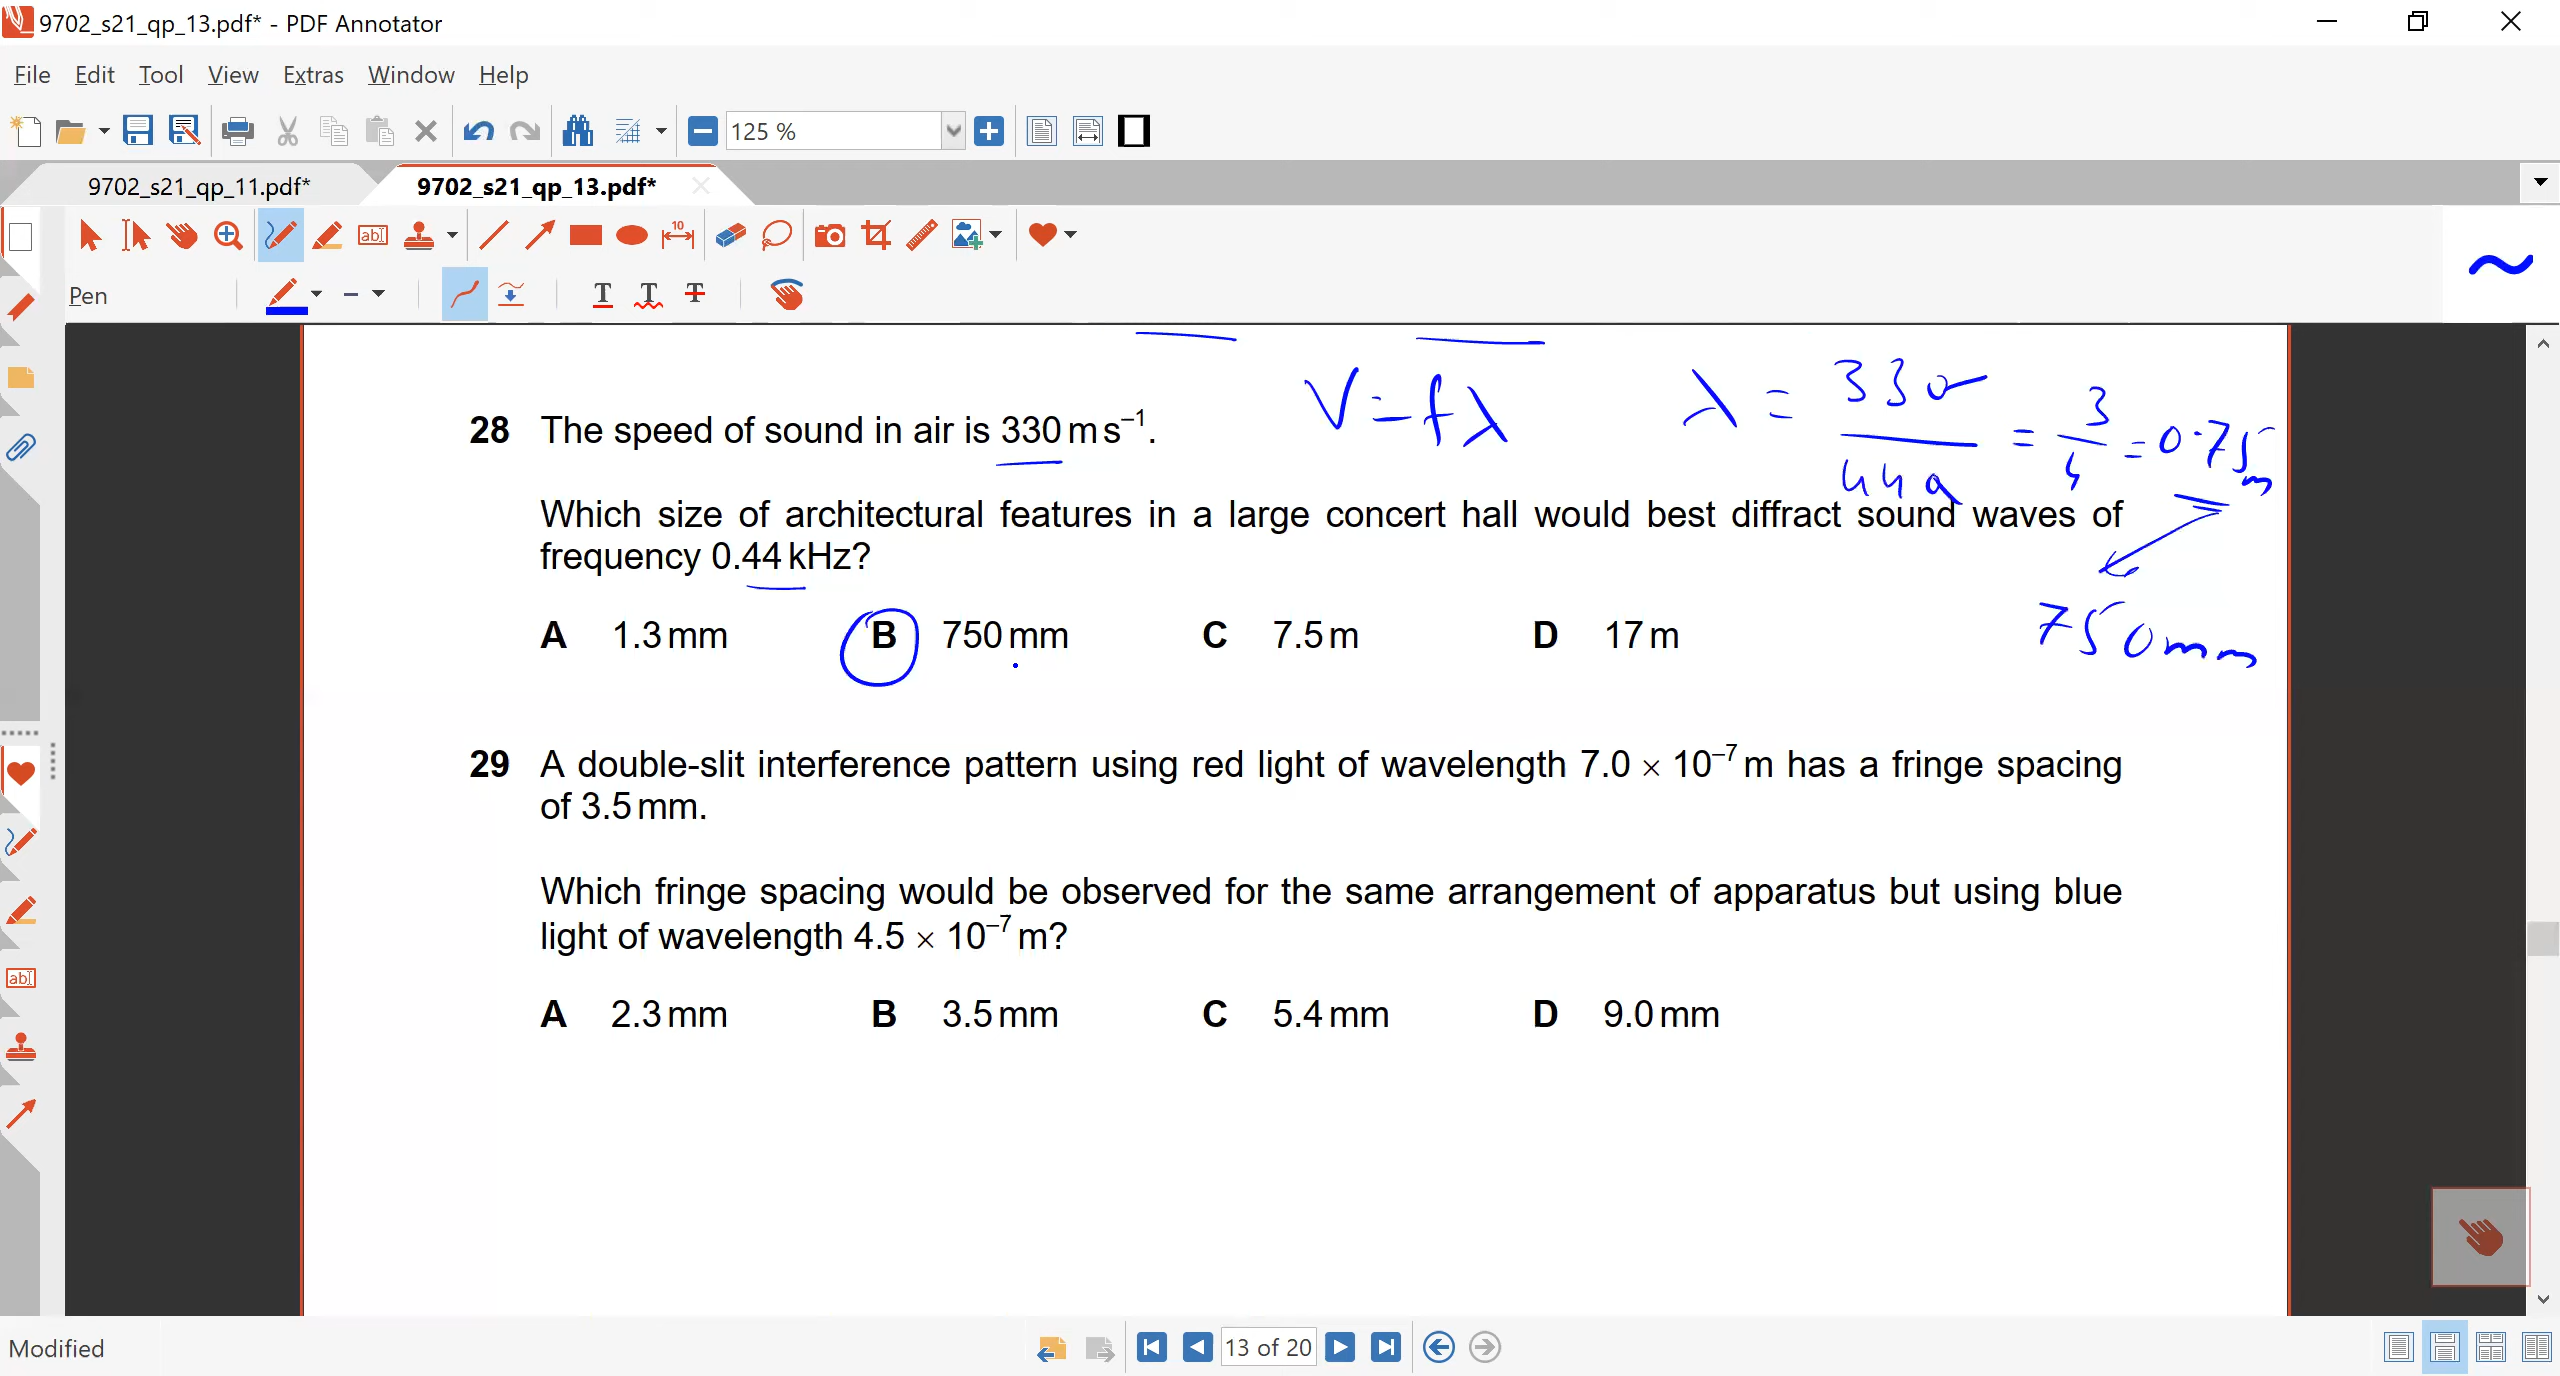 9702_s21_qp_13.pdf* - PDF Annotator
File Edit Tool View Extras Window Help
125 %
9702_s21_qp_11.pdf* 9702_s21_qp_13.pdf*
abI 10
Pen T T T
V = fλ λ = 330/440 = 3/4 = 0.75 m
28 The speed of sound in air is 330 m s⁻¹.
Which size of architectural features in a large concert hall would best diffract sound waves of
frequency 0.44 kHz?
750mm
A 1.3 mm B 750 mm C 7.5 m D 17 m
29 A double-slit interference pattern using red light of wavelength 7.0 × 10⁻⁷ m has a fringe spacing
of 3.5 mm.
Which fringe spacing would be observed for the same arrangement of apparatus but using blue
light of wavelength 4.5 × 10⁻⁷ m?
abI
A 2.3 mm B 3.5 mm C 5.4 mm D 9.0 mm
Modified 13 of 20